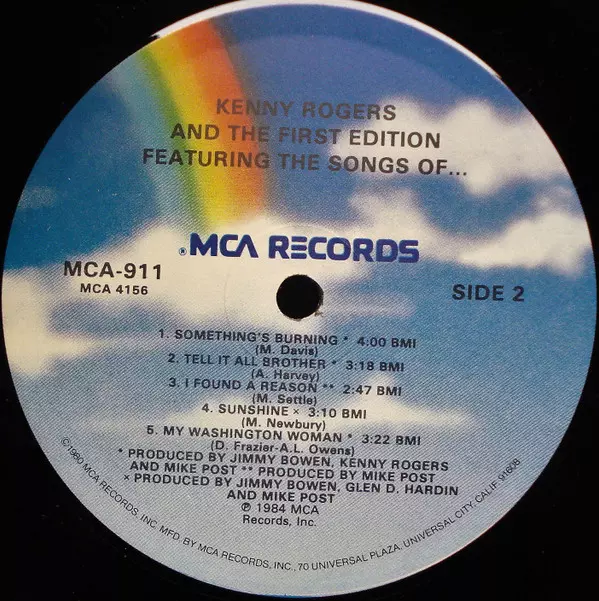 KENNY ROGERS
AND THE FIRST EDITION
FEATURING THE SONGS OF...
® MCA RECORDS
MCA-911
MCA 4156
SIDE 2
1. SOMETHING'S BURNING * 4:00 BMI
(M. Davis)
2. TELL IT ALL BROTHER * 3:18 BMI
(A. Harvey)
3. I FOUND A REASON ** 2:47 BMI
(M. Settle)
4. SUNSHINE × 3:10 BMI
(M. Newbury)
5. MY WASHINGTON WOMAN * 3:22 BMI
(D. Frazier-A.L. Owens)
* PRODUCED BY JIMMY BOWEN, KENNY ROGERS
AND MIKE POST ** PRODUCED BY MIKE POST
× PRODUCED BY JIMMY BOWEN, GLEN D. HARDIN
AND MIKE POST
℗ 1984 MCA
Records, Inc.
©1980 MCA RECORDS, INC. MFD. BY MCA RECORDS, INC., 70 UNIVERSAL PLAZA, UNIVERSAL CITY, CALIF. 91608